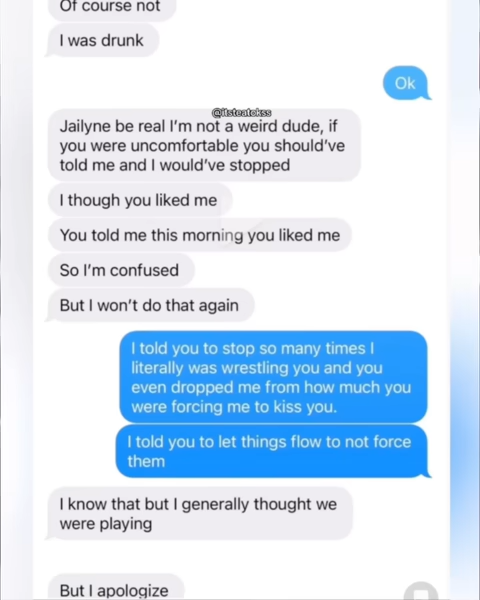 Of course not
I was drunk
Ok
@itsteatokss
Jailyne be real I'm not a weird dude, if
you were uncomfortable you should've
told me and I would've stopped
I though you liked me
You told me this morning you liked me
So I'm confused
But I won't do that again
I told you to stop so many times I
literally was wrestling you and you
even dropped me from how much you
were forcing me to kiss you.
I told you to let things flow to not force
them
I know that but I generally thought we
were playing
But I apologize